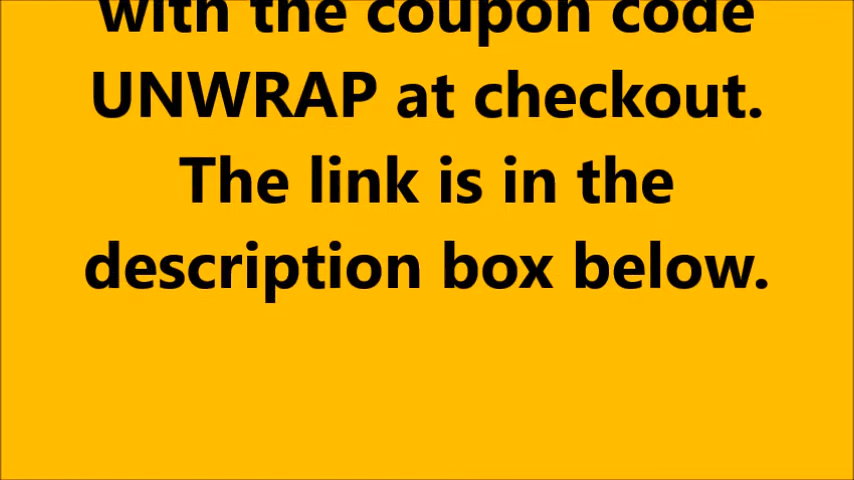 with the coupon code
UNWRAP at checkout.
The link is in the
description box below.